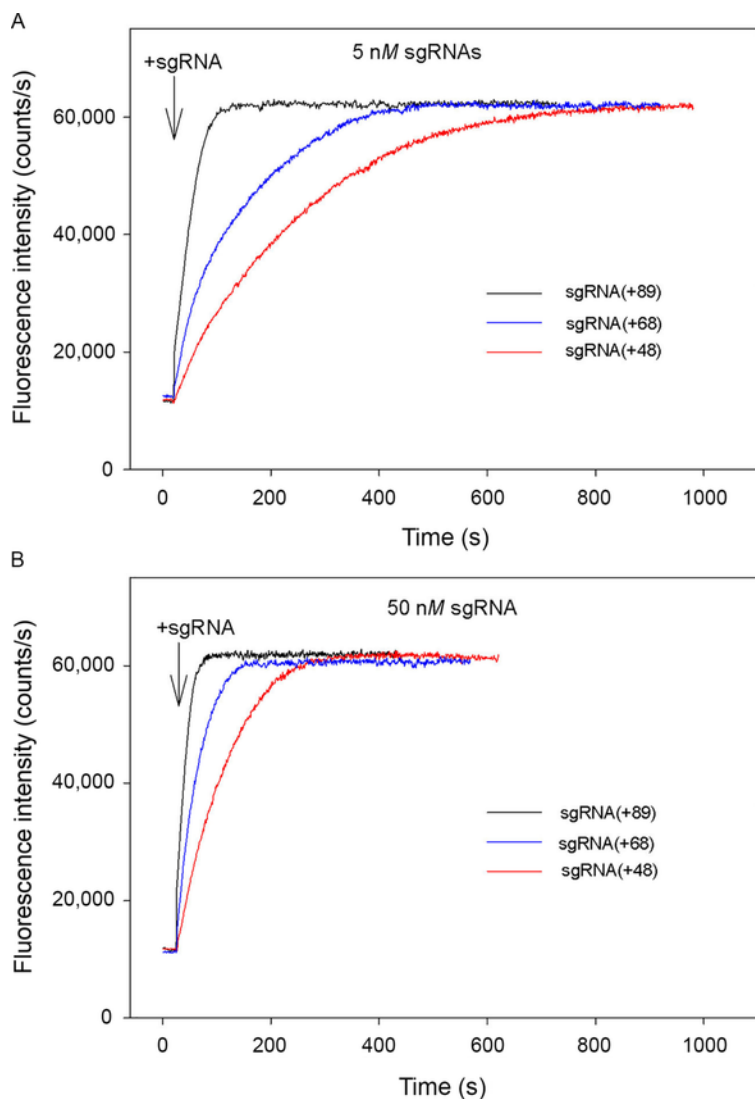 A
5 nM sgRNAs
+sgRNA
Fluorescence intensity (counts/s)
60,000
40,000
20,000
0
sgRNA(+89)
sgRNA(+68)
sgRNA(+48)
0 200 400 600 800 1000
Time (s)
B
50 nM sgRNA
+sgRNA
Fluorescence intensity (counts/s)
60,000
40,000
20,000
0
sgRNA(+89)
sgRNA(+68)
sgRNA(+48)
0 200 400 600 800 1000
Time (s)